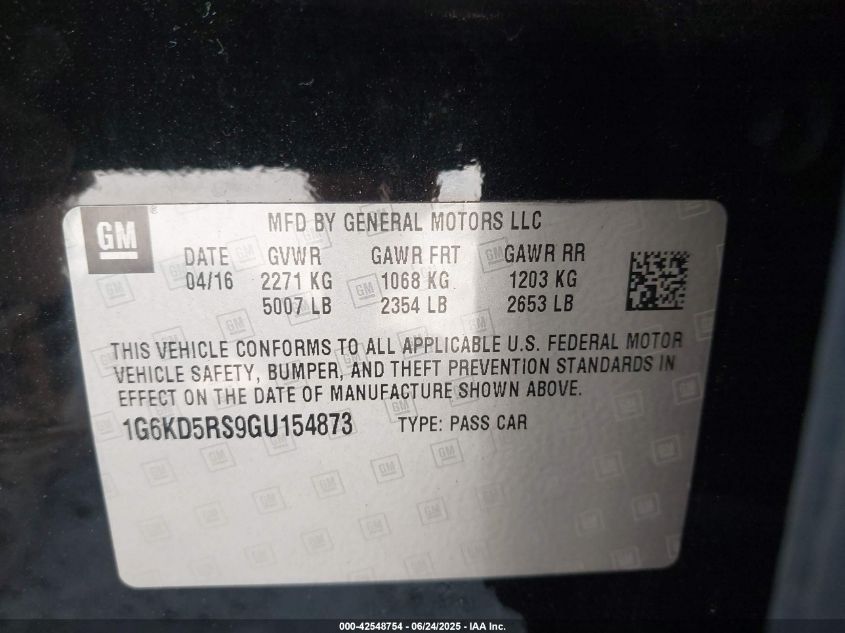 GM ® MFD BY GENERAL MOTORS LLC
DATE GVWR GAWR FRT GAWR RR
04/16 2271 KG 1068 KG 1203 KG
5007 LB 2354 LB 2653 LB
THIS VEHICLE CONFORMS TO ALL APPLICABLE U.S. FEDERAL MOTOR
VEHICLE SAFETY, BUMPER, AND THEFT PREVENTION STANDARDS IN
EFFECT ON THE DATE OF MANUFACTURE SHOWN ABOVE.
1G6KD5RS9GU154873 TYPE: PASS CAR
000-42548754 / 06/24/2025 - IAA Inc.